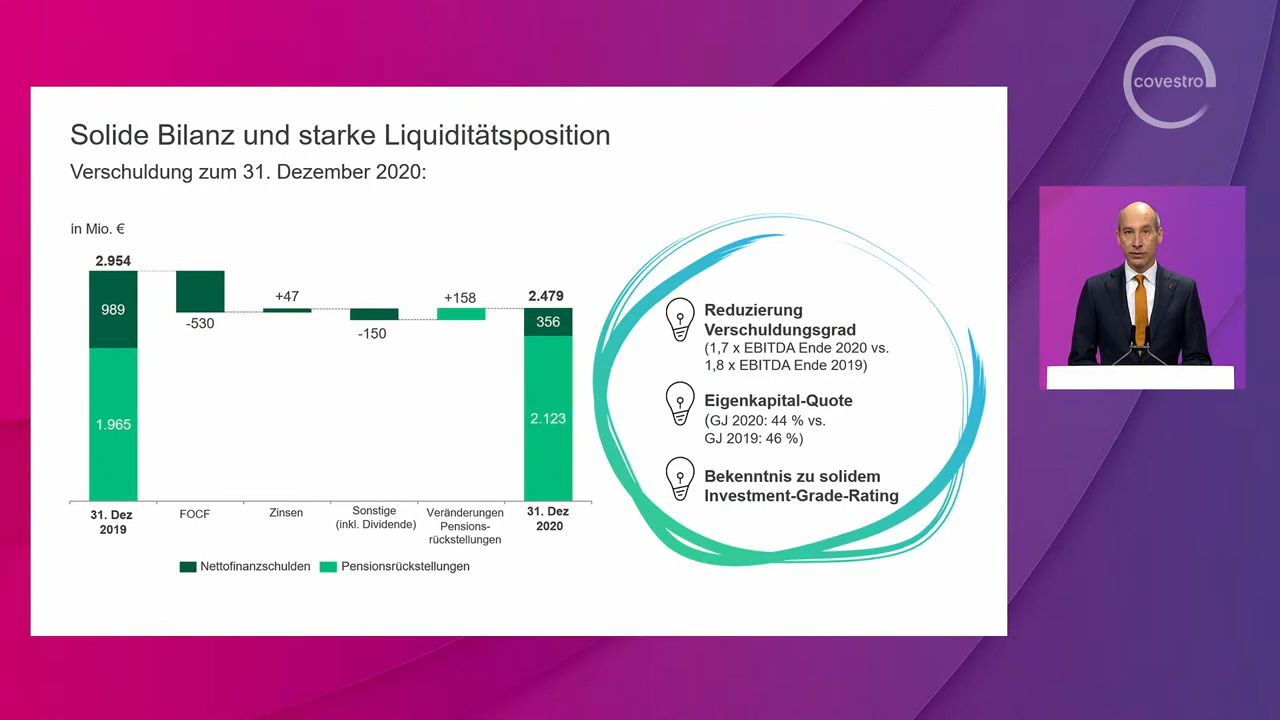 covestro
Solide Bilanz und starke Liquiditätsposition
Verschuldung zum 31. Dezember 2020:
in Mio. €
2.954
989
1.965
-530
+47
-150
+158
2.479
356
2.123
31. Dez
2019
FOCF
Zinsen
Sonstige
(inkl. Dividende)
Veränderungen
Pensions-
rückstellungen
31. Dez
2020
Nettofinanzschulden
Pensionsrückstellungen
Reduzierung
Verschuldungsgrad
(1,7 x EBITDA Ende 2020 vs.
1,8 x EBITDA Ende 2019)
Eigenkapital-Quote
(GJ 2020: 44 % vs.
GJ 2019: 46 %)
Bekenntnis zu solidem
Investment-Grade-Rating